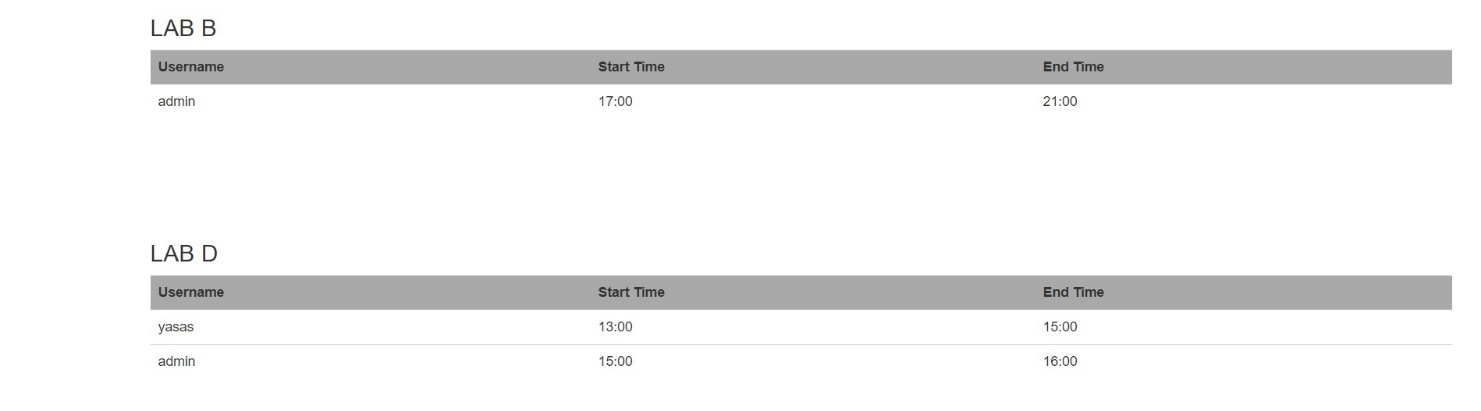 LAB B
Username Start Time End Time
admin 17:00 21:00
LAB D
Username Start Time End Time
yasas 13:00 15:00
admin 15:00 16:00